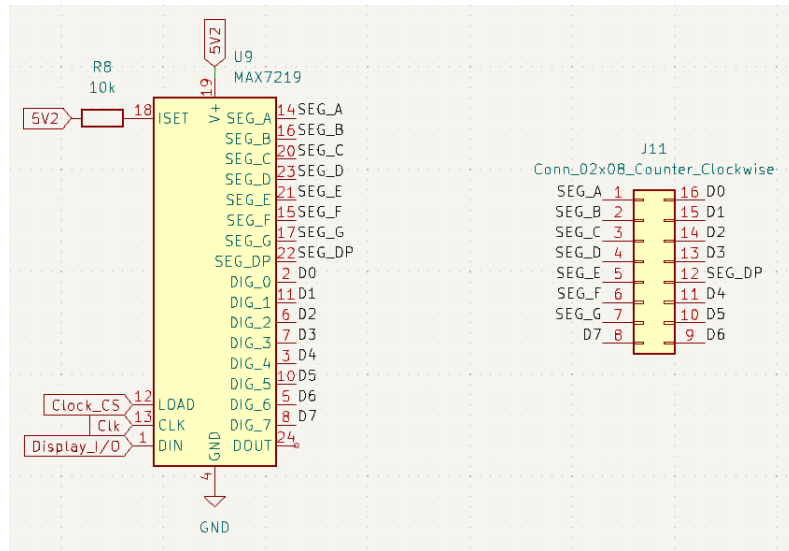 5V2
U9
MAX7219
R8
10k
5V2
19
V+
18 ISET
SEG_A 14 SEG_A
SEG_B 16 SEG_B
SEG_C 20 SEG_C
SEG_D 23 SEG_D
SEG_E 21 SEG_E
SEG_F 15 SEG_F
SEG_G 17 SEG_G
SEG_DP 22 SEG_DP
DIG_0 2 D0
DIG_1 11 D1
DIG_2 6 D2
DIG_3 7 D3
DIG_4 3 D4
DIG_5 10 D5
Clock_CS 12 LOAD DIG_6 5 D6
Clk 13 CLK DIG_7 8 D7
Display_I/O 1 DIN DOUT 24
GND
4
GND
J11
Conn_02x08_Counter_Clockwise
SEG_A 1 16 D0
SEG_B 2 15 D1
SEG_C 3 14 D2
SEG_D 4 13 D3
SEG_E 5 12 SEG_DP
SEG_F 6 11 D4
SEG_G 7 10 D5
D7 8 9 D6